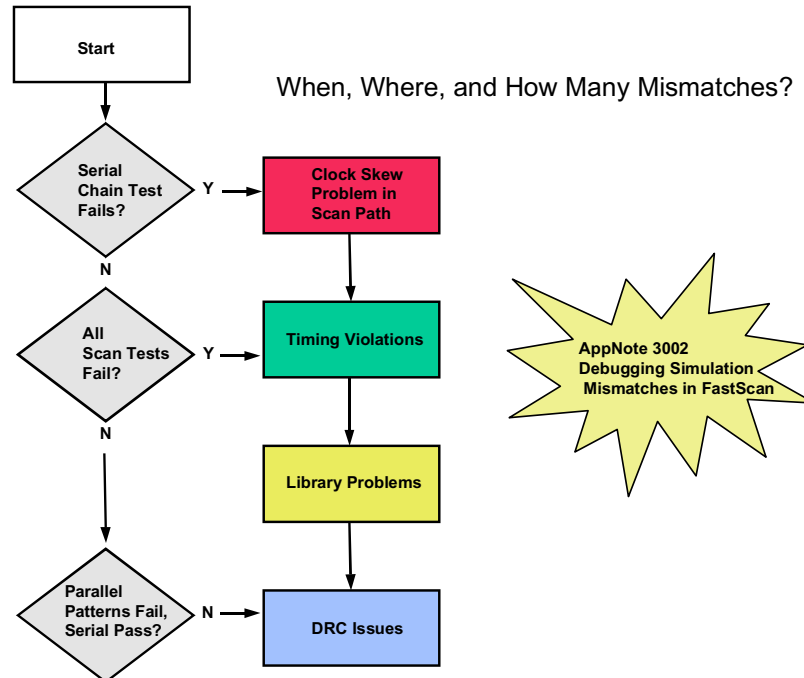 Start
When, Where, and How Many Mismatches?
Serial
Chain Test
Fails?
Y
Clock Skew
Problem in
Scan Path
N
All
Scan Tests
Fail?
Y
Timing Violations
AppNote 3002
Debugging Simulation
Mismatches in FastScan
N
Library Problems
Parallel
Patterns Fail,
Serial Pass?
N
DRC Issues